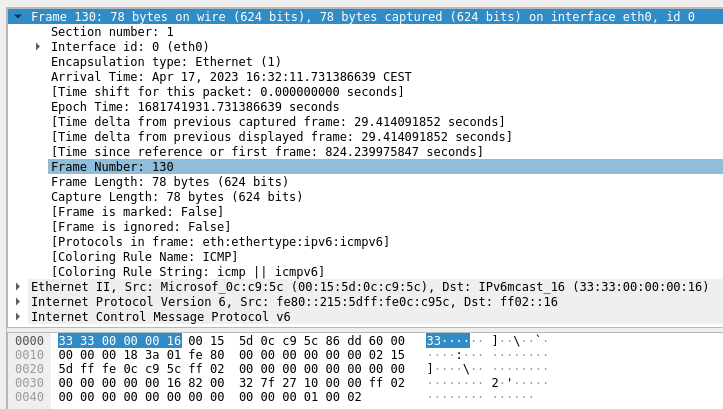 Frame 130: 78 bytes on wire (624 bits), 78 bytes captured (624 bits) on interface eth0, id 0
Section number: 1
Interface id: 0 (eth0)
Encapsulation type: Ethernet (1)
Arrival Time: Apr 17, 2023 16:32:11.731386639 CEST
[Time shift for this packet: 0.000000000 seconds]
Epoch Time: 1681741931.731386639 seconds
[Time delta from previous captured frame: 29.414091852 seconds]
[Time delta from previous displayed frame: 29.414091852 seconds]
[Time since reference or first frame: 824.239975847 seconds]
Frame Number: 130
Frame Length: 78 bytes (624 bits)
Capture Length: 78 bytes (624 bits)
[Frame is marked: False]
[Frame is ignored: False]
[Protocols in frame: eth:ethertype:ipv6:icmpv6]
[Coloring Rule Name: ICMP]
[Coloring Rule String: icmp || icmpv6]
Ethernet II, Src: Microsof_0c:c9:5c (00:15:5d:0c:c9:5c), Dst: IPv6mcast_16 (33:33:00:00:00:16)
Internet Protocol Version 6, Src: fe80::215:5dff:fe0c:c95c, Dst: ff02::16
Internet Control Message Protocol v6
0000 33 33 00 00 00 16 00 15 5d 0c c9 5c 86 dd 60 00 33······ ]··\··`·
0010 00 00 00 18 3a 01 fe 80 00 00 00 00 00 00 02 15 ····:··· ········
0020 5d ff fe 0c c9 5c ff 02 00 00 00 00 00 00 00 00 ]····\·· ········
0030 00 00 00 00 00 16 82 00 32 7f 27 10 00 00 ff 02 ········ 2·'·····
0040 00 00 00 00 00 00 00 00 00 00 00 01 00 02 ········ ······